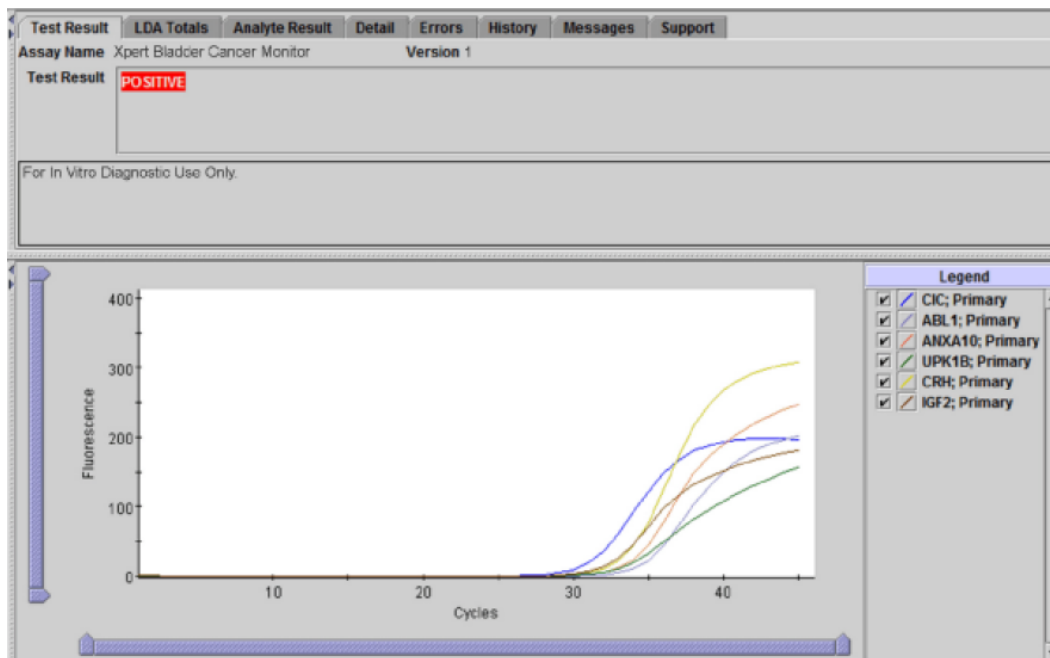 Test Result LDA Totals Analyte Result Detail Errors History Messages Support
Assay Name Xpert Bladder Cancer Monitor Version 1
Test Result POSITIVE
For In Vitro Diagnostic Use Only.
Legend
CIC; Primary
ABL1; Primary
ANXA10; Primary
UPK1B; Primary
CRH; Primary
IGF2; Primary
400
300
200
100
0
Fluorescence
10 20 30 40
Cycles